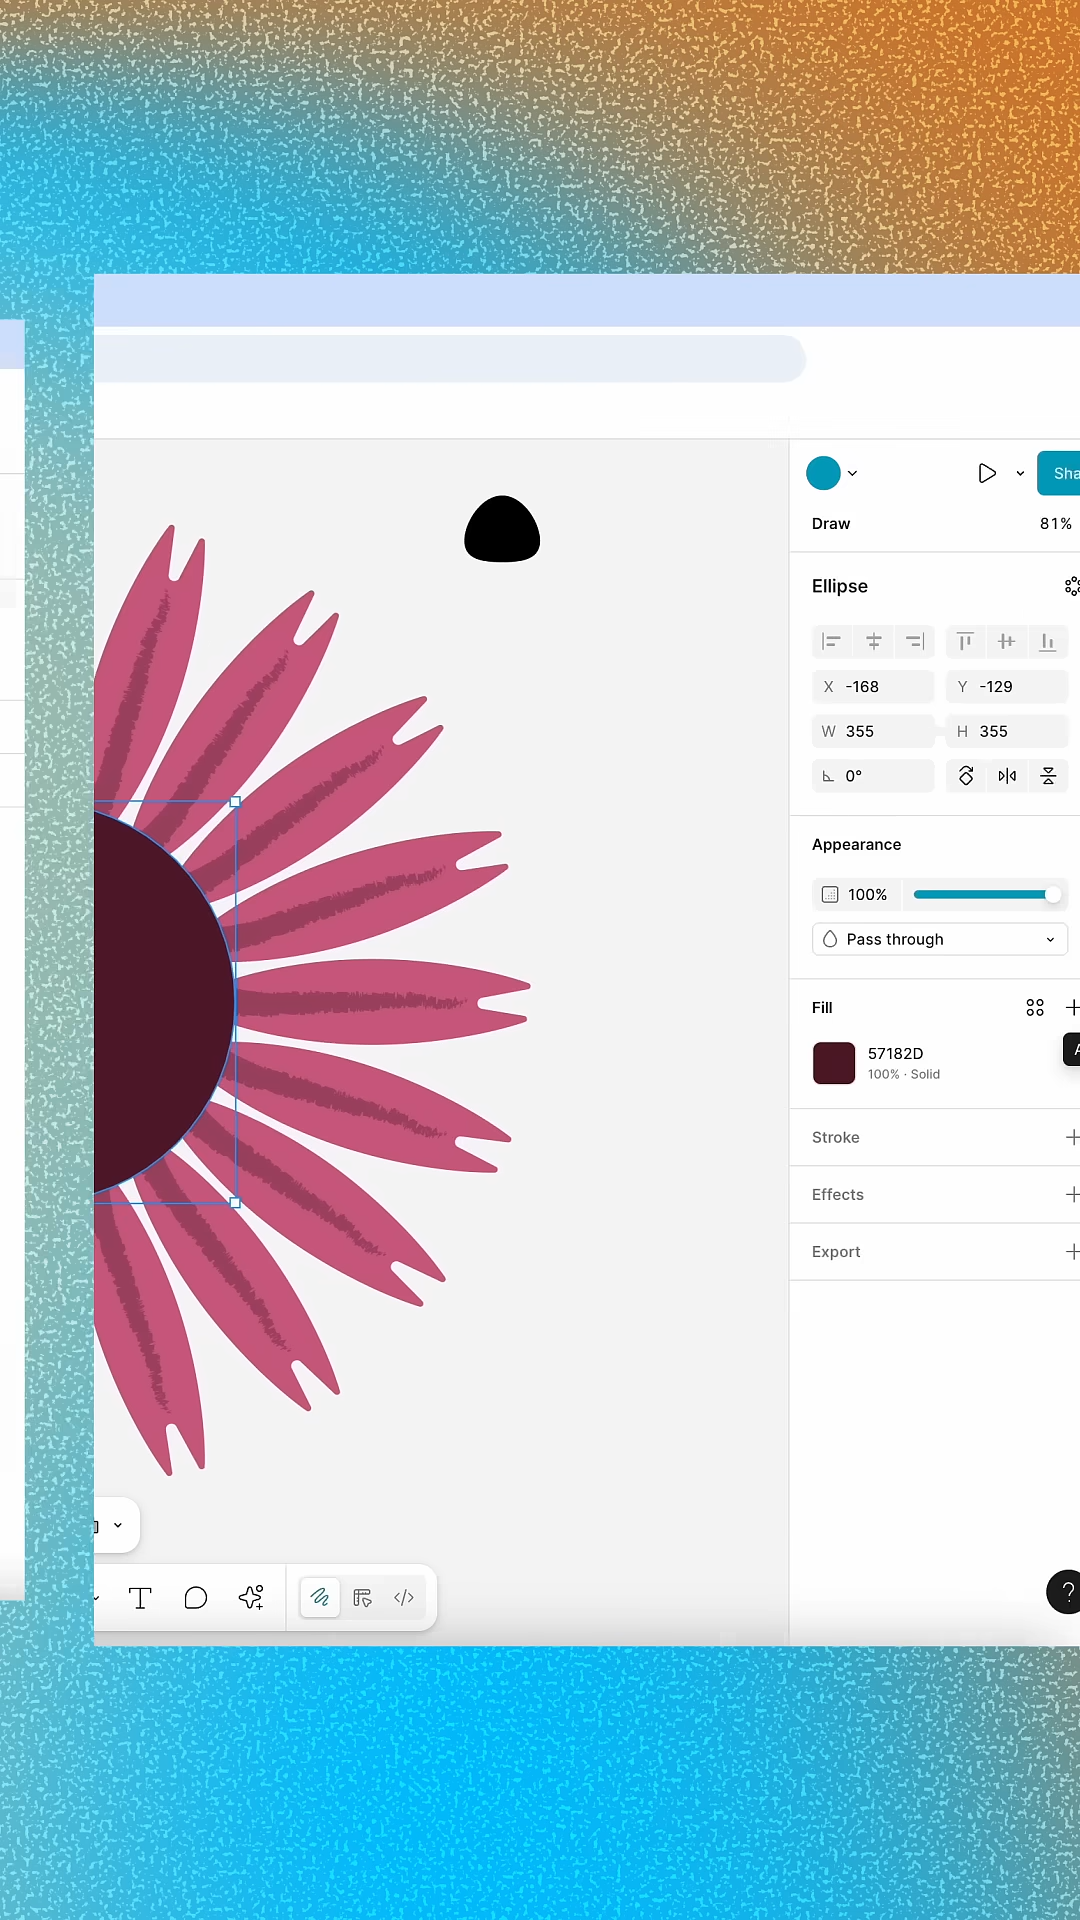 Sha
Draw 81%
Ellipse
X -168 Y -129
W 355 H 355
0°
Appearance
100%
Pass through
Fill
57182D
100% · Solid
Stroke
Effects
Export
T
?